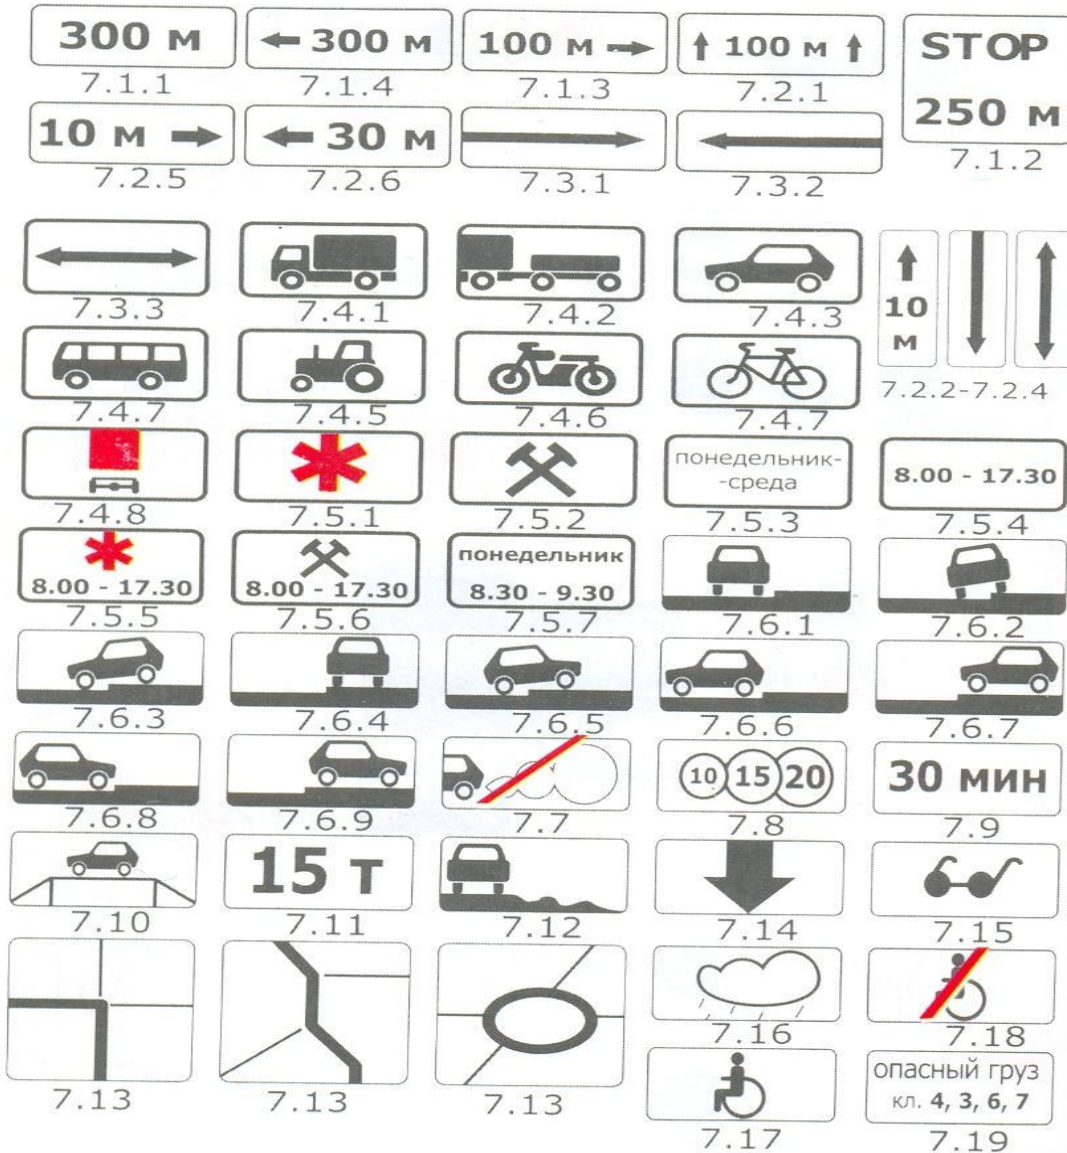 300 м
7.1.1
← 300 м
7.1.4
100 м →
7.1.3
↑ 100 м ↑
7.2.1
STOP
250 м
7.1.2
10 м →
7.2.5
← 30 м
7.2.6
7.3.1
7.3.2
7.3.3
7.4.1
7.4.2
7.4.3
↑
10
м
7.2.2-7.2.4
7.4.7
7.4.5
7.4.6
7.4.7
7.4.8
7.5.1
7.5.2
понедельник-
-среда
7.5.3
8.00 - 17.30
7.5.4
8.00 - 17.30
7.5.5
8.00 - 17.30
7.5.6
понедельник
8.30 - 9.30
7.5.7
7.6.1
7.6.2
7.6.3
7.6.4
7.6.5
7.6.6
7.6.7
7.6.8
7.6.9
7.7
10 15 20
7.8
30 мин
7.9
7.10
15 т
7.11
7.12
7.14
7.15
7.13
7.13
7.13
7.16
7.18
7.17
опасный груз
кл. 4, 3, 6, 7
7.19